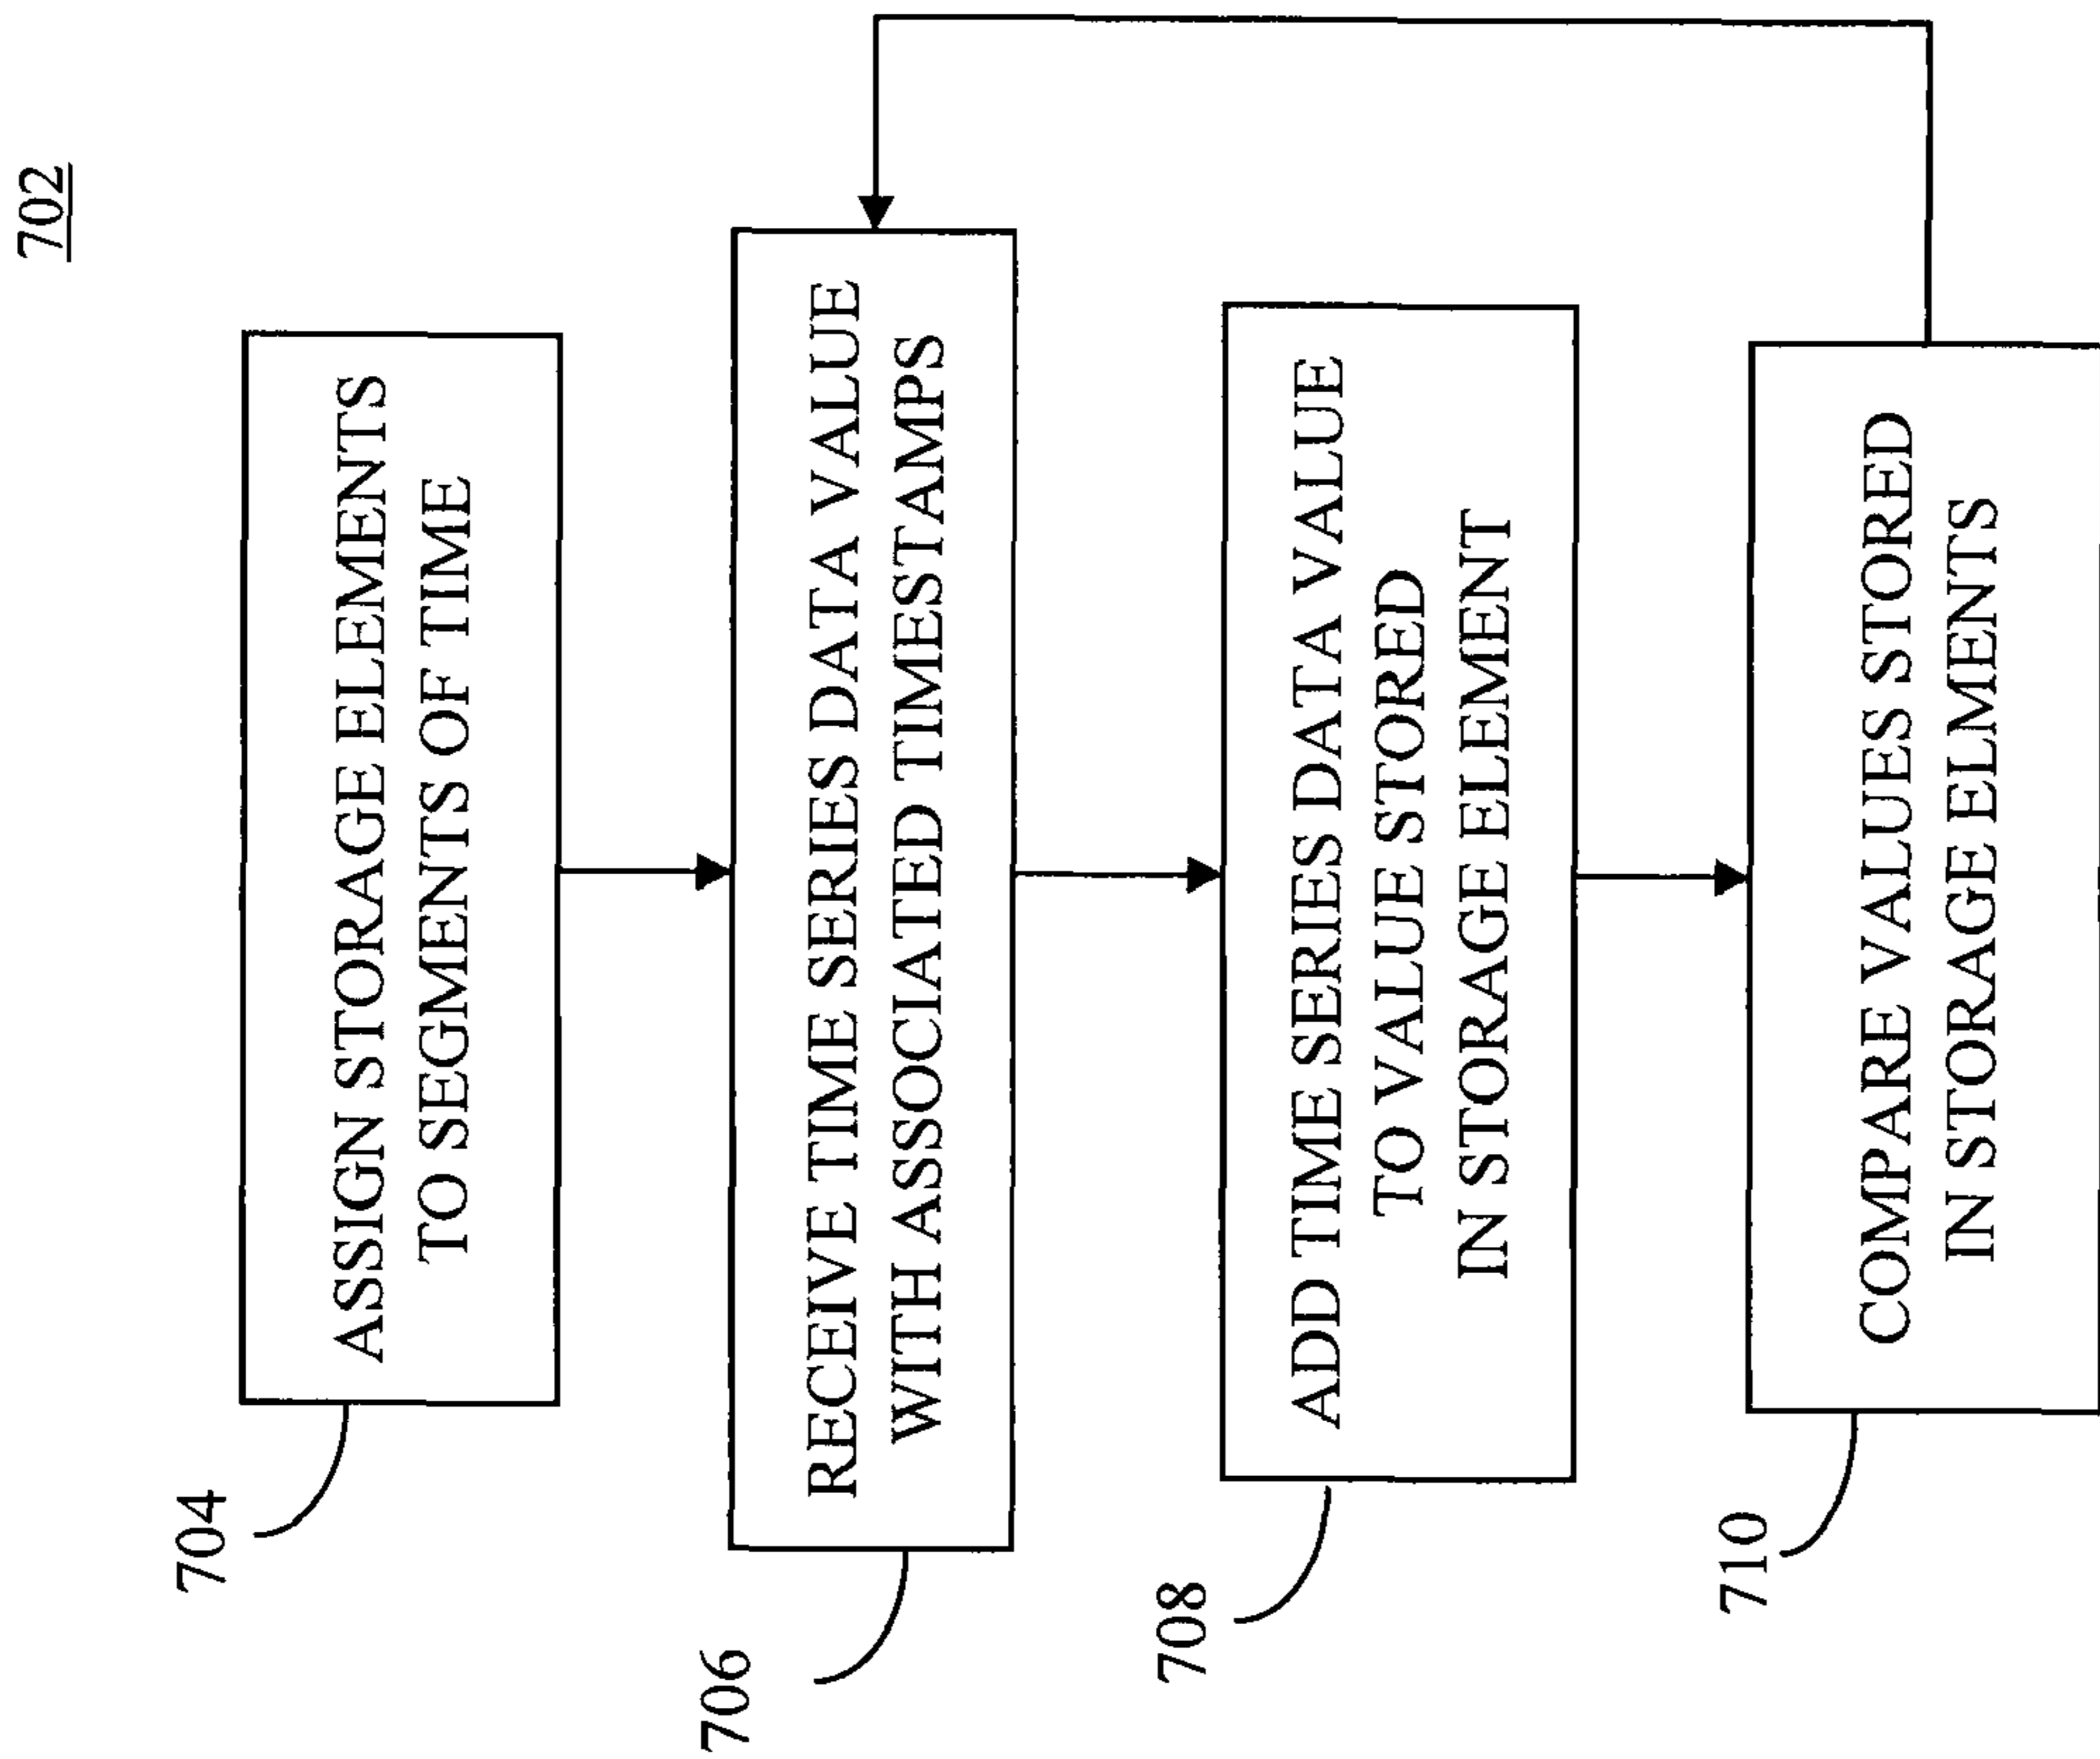 702
704
ASSIGN STORAGE ELEMENTS
TO SEGMENTS OF TIME
706
RECEIVE TIME SERIES DATA VALUE
WITH ASSOCIATED TIMESTAMPS
708
ADD TIME SERIES DATA VALUE
TO VALUE STORED
IN STORAGE ELEMENT
710
COMPARE VALUES STORED
IN STORAGE ELMENTS